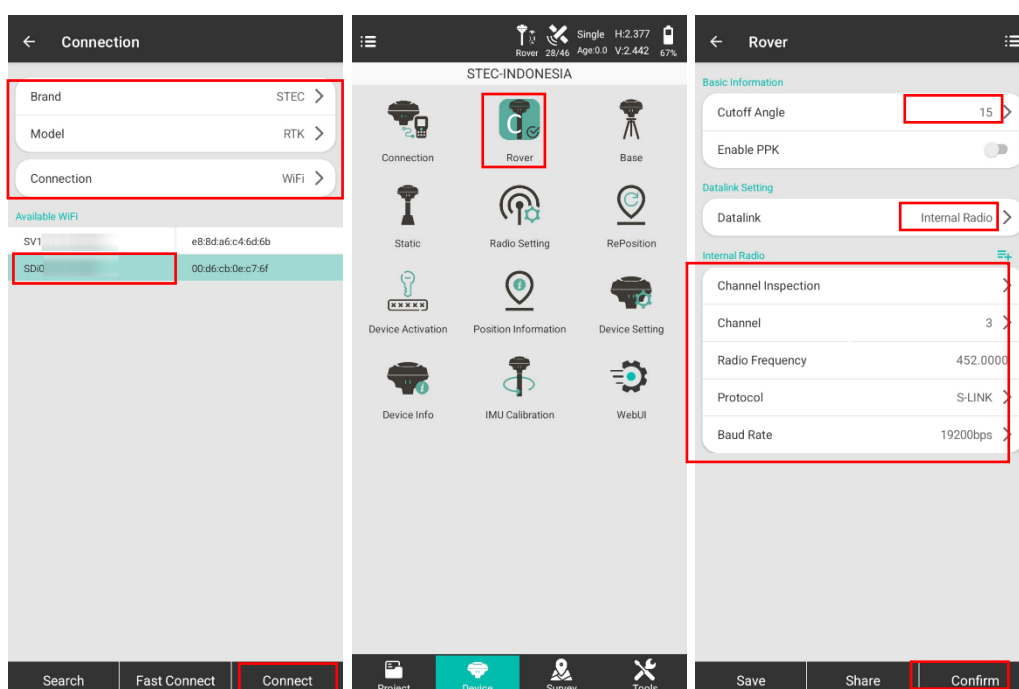 Connection
Brand STEC
Model RTK
Connection WiFi
Available WiFi
SV1 e8:8d:a6:c4:6d:6b
SDi0 00:d6:cb:0e:c7:6f
Search Fast Connect Connect
Single H:2.377
Rover 28/46 Age:0.0 V:2.442 67%
STEC-INDONESIA
Connection Rover Base
Static Radio Setting RePosition
Device Activation Position Information Device Setting
Device Info IMU Calibration WebUI
Project Device Survey Tools
Rover
Basic Information
Cutoff Angle 15
Enable PPK
Datalink Setting
Datalink Internal Radio
Internal Radio
Channel Inspection
Channel 3
Radio Frequency 452.0000
Protocol S-LINK
Baud Rate 19200bps
Save Share Confirm